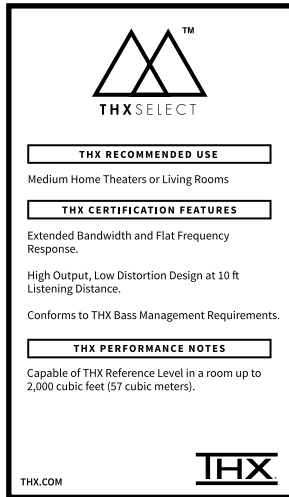 TM
THXSELECT
THX RECOMMENDED USE
Medium Home Theaters or Living Rooms
THX CERTIFICATION FEATURES
Extended Bandwidth and Flat Frequency
Response.
High Output, Low Distortion Design at 10 ft
Listening Distance.
Conforms to THX Bass Management Requirements.
THX PERFORMANCE NOTES
Capable of THX Reference Level in a room up to
2,000 cubic feet (57 cubic meters).
THX.COM
THX